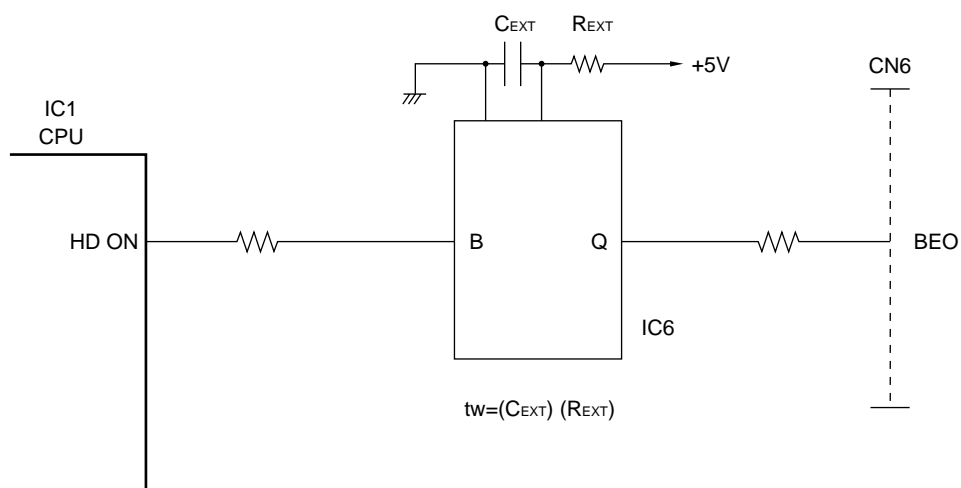 CEXT REXT
+5V
CN6
IC1
CPU
HD ON
B
Q
BEO
IC6
tw=(CEXT) (REXT)